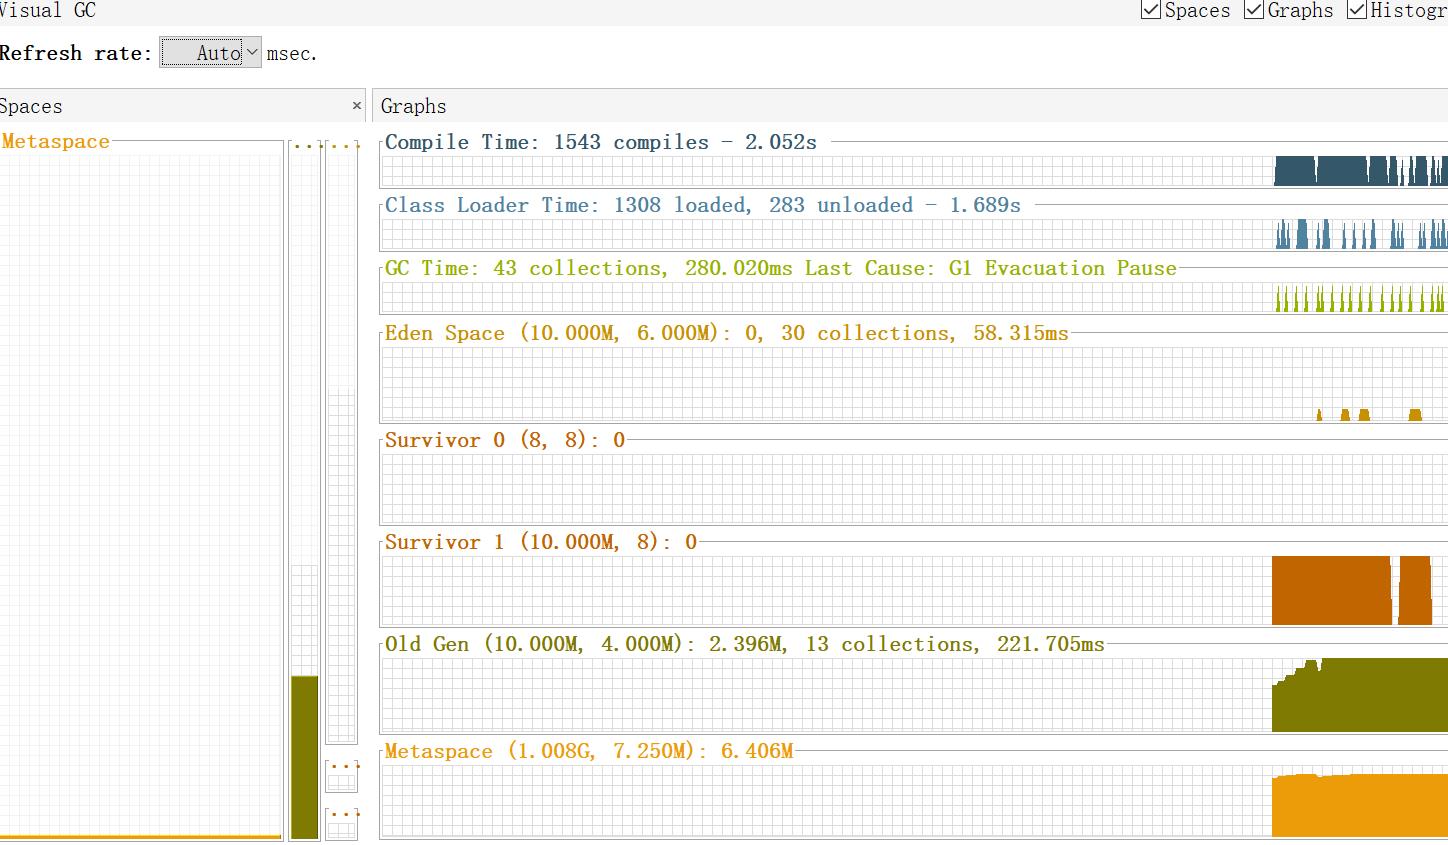 Visual GC
Spaces Graphs Histogr
Refresh rate: Auto msec.
Spaces ×
Graphs
Metaspace
...
...
...
...
Compile Time: 1543 compiles - 2.052s
Class Loader Time: 1308 loaded, 283 unloaded - 1.689s
GC Time: 43 collections, 280.020ms Last Cause: G1 Evacuation Pause
Eden Space (10.000M, 6.000M): 0, 30 collections, 58.315ms
Survivor 0 (8, 8): 0
Survivor 1 (10.000M, 8): 0
Old Gen (10.000M, 4.000M): 2.396M, 13 collections, 221.705ms
Metaspace (1.008G, 7.250M): 6.406M